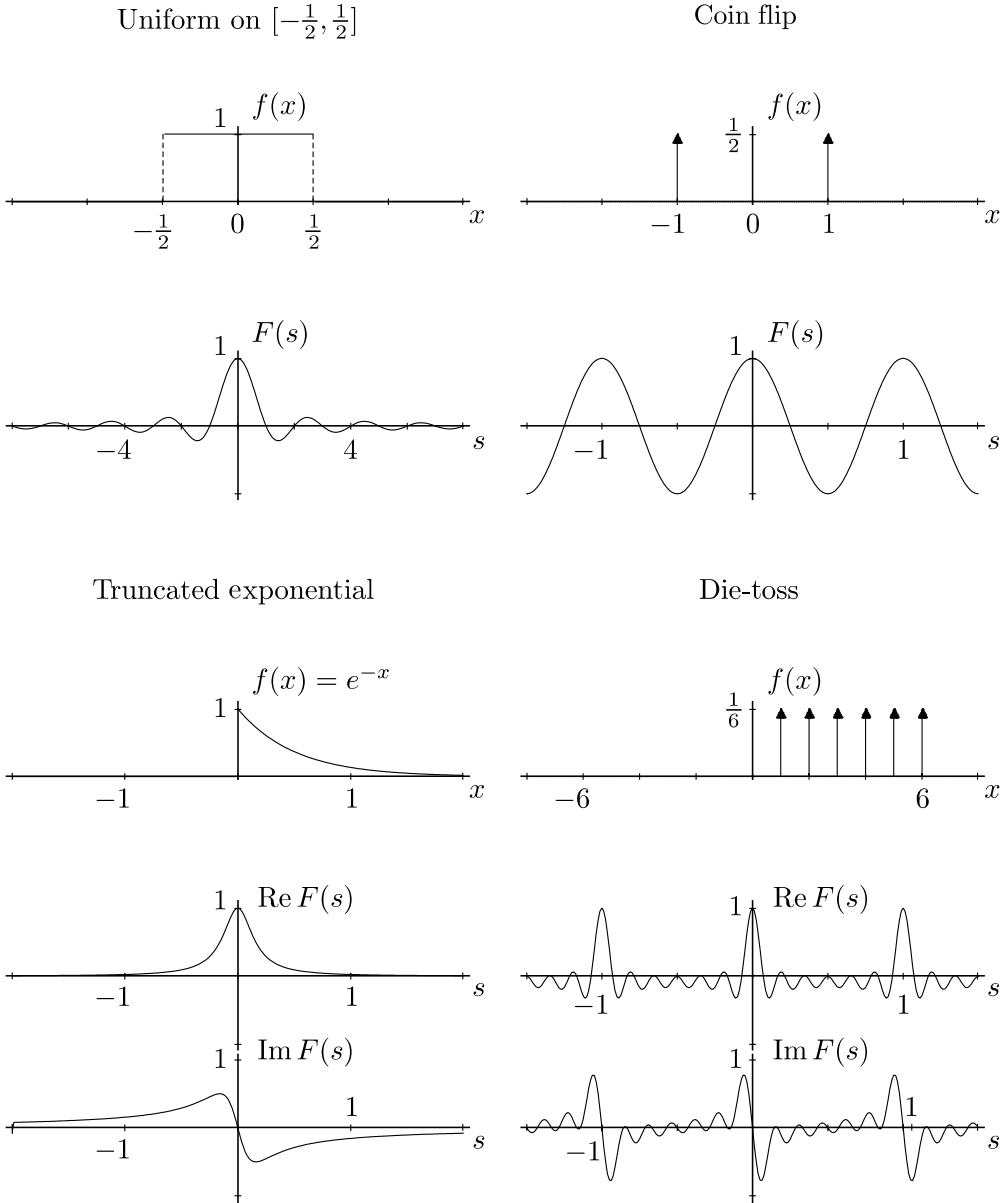 Uniform on [−1/2, 1/2]
1 f(x)
−1/2 0 1/2 x
1 F(s)
−4 4 s
Coin flip
1/2 f(x)
−1 0 1 x
1 F(s)
−1 1 s
Truncated exponential
f(x) = e^{−x}
1
−1 1 x
1 Re F(s)
−1 1 s
1 Im F(s)
1
−1 s
Die-toss
1/6 f(x)
−6 6 x
1 Re F(s)
−1 1 s
1 Im F(s)
1
−1 s